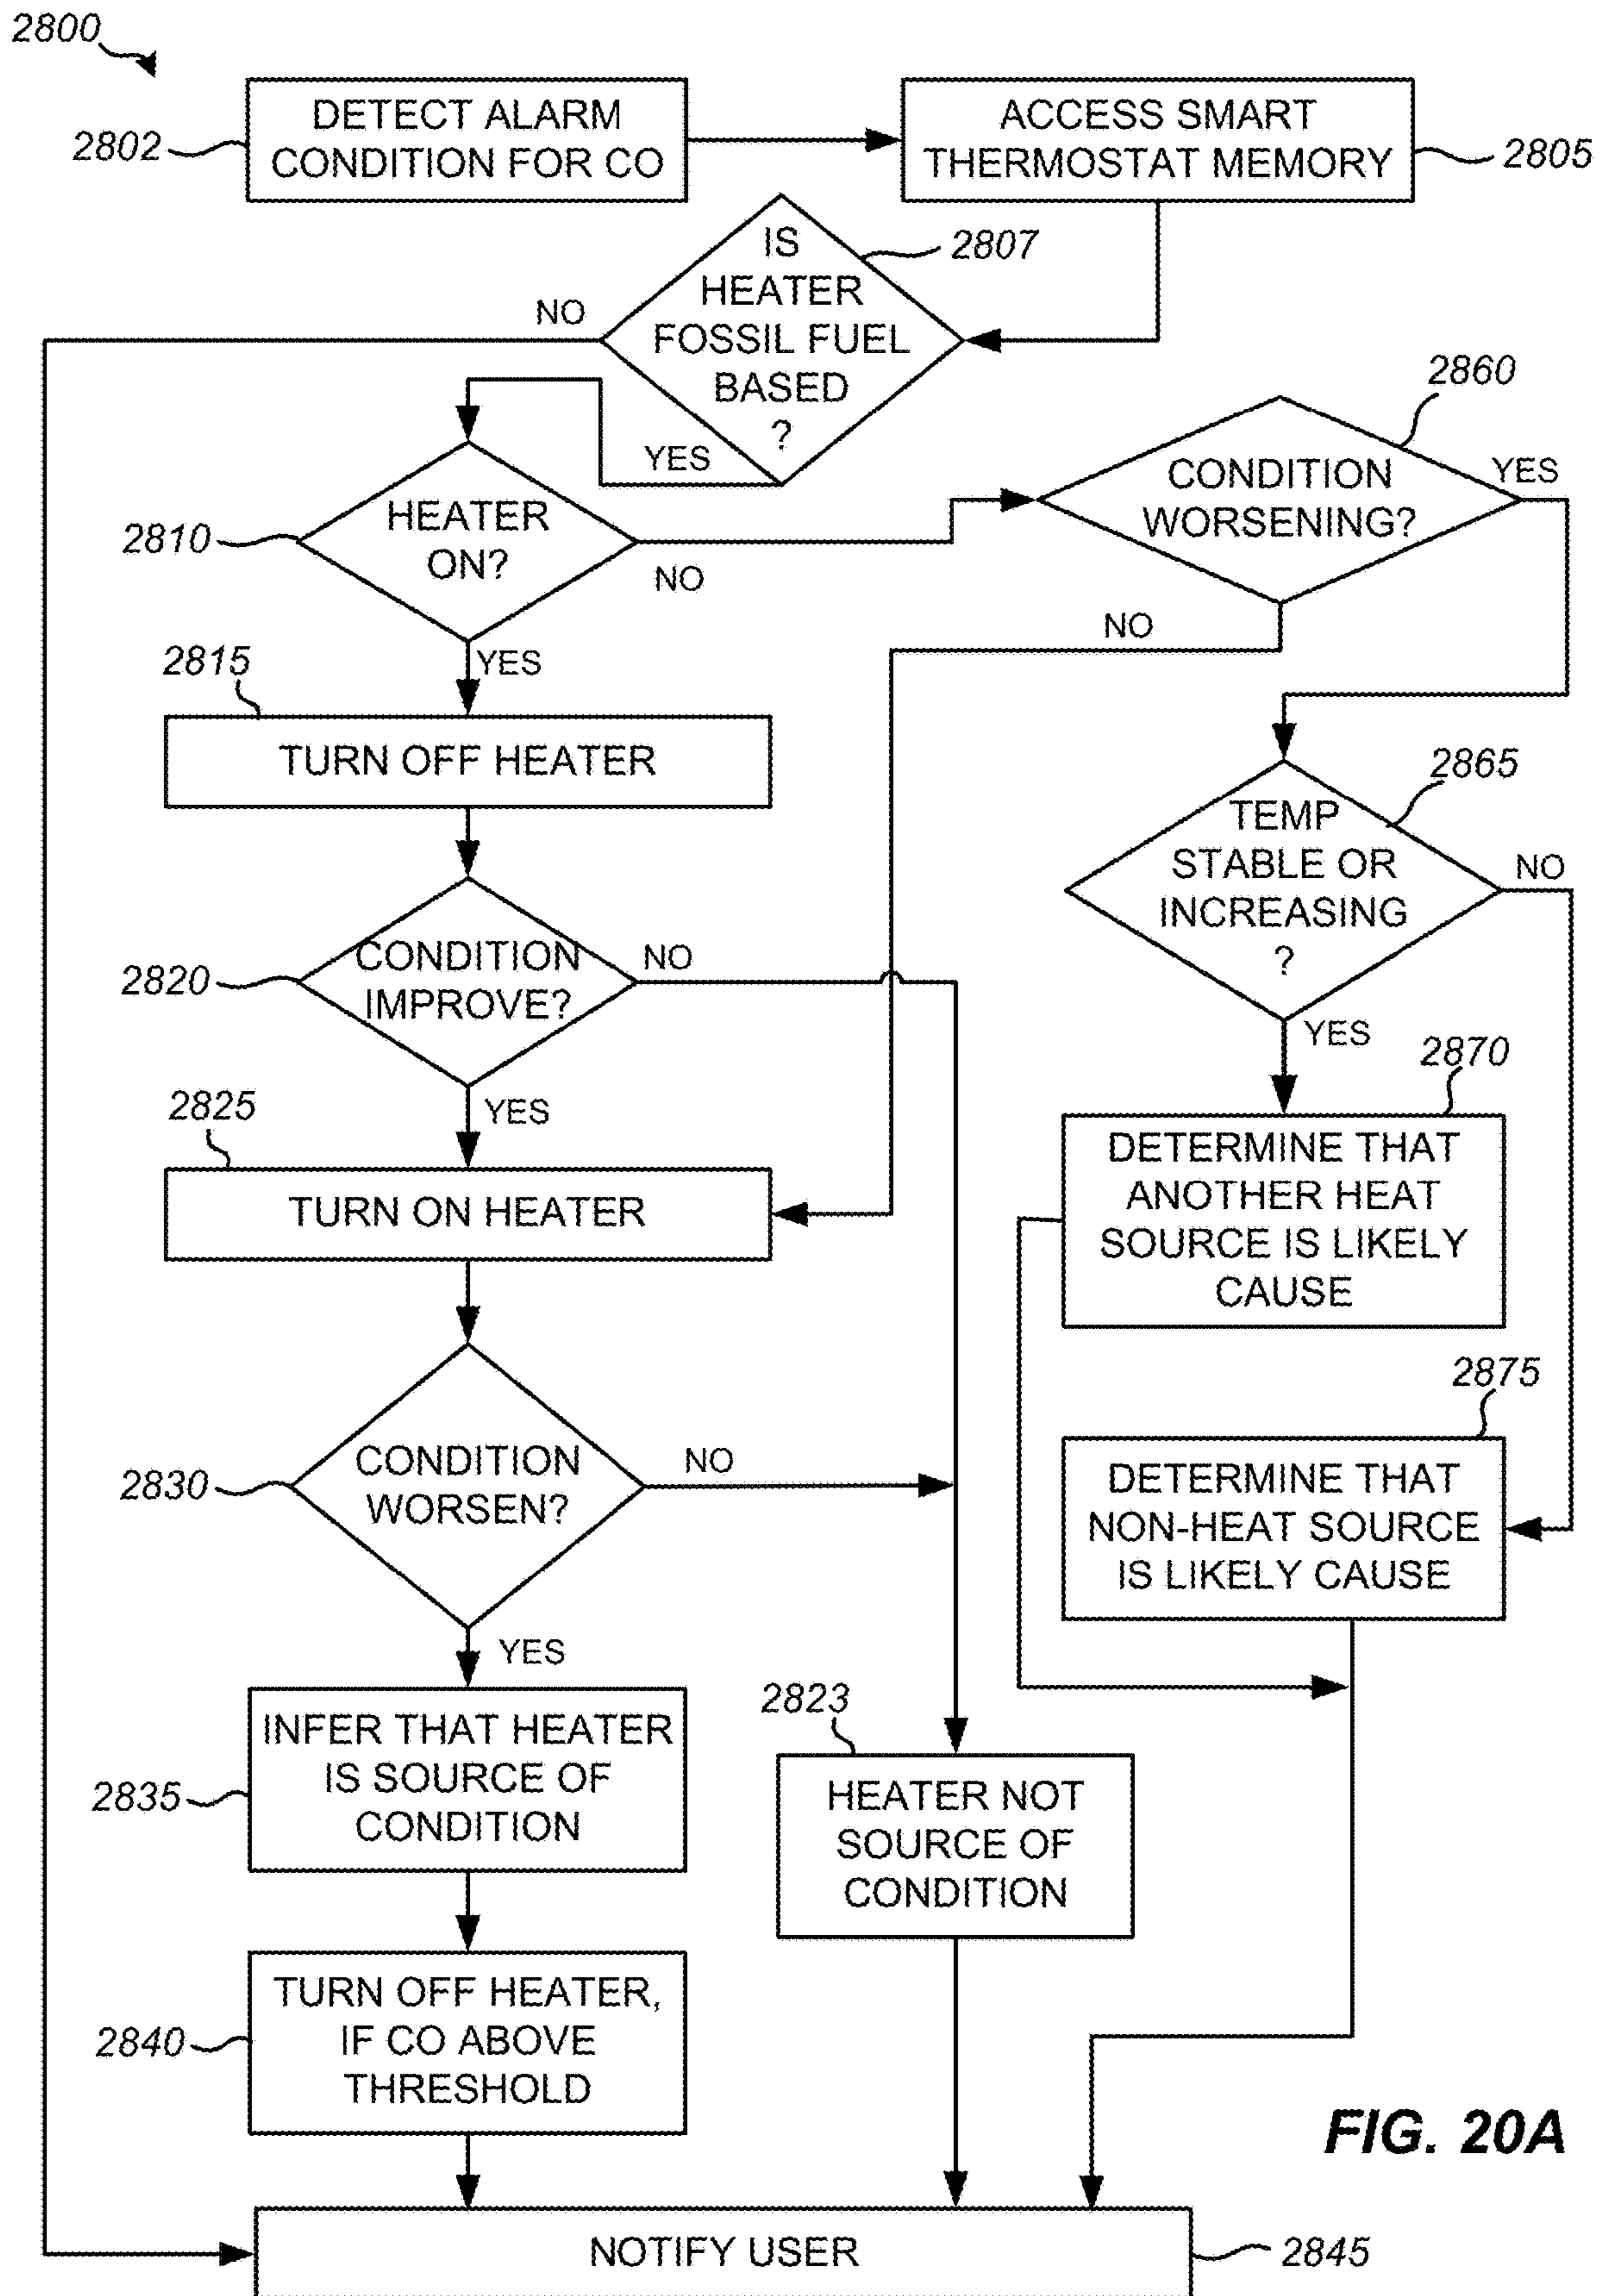 2800
DETECT ALARM
CONDITION FOR CO
2802
ACCESS SMART
THERMOSTAT MEMORY
2805
IS
HEATER
FOSSIL FUEL
BASED
?
2807
NO
YES
HEATER
ON?
2810
NO
YES
CONDITION
WORSENING?
2860
YES
NO
2815
TURN OFF HEATER
TEMP
STABLE OR
INCREASING
?
2865
NO
YES
CONDITION
IMPROVE?
2820
NO
YES
2825
TURN ON HEATER
2870
DETERMINE THAT
ANOTHER HEAT
SOURCE IS LIKELY
CAUSE
CONDITION
WORSEN?
2830
NO
YES
2875
DETERMINE THAT
NON-HEAT SOURCE
IS LIKELY CAUSE
INFER THAT HEATER
IS SOURCE OF
CONDITION
2835
2823
HEATER NOT
SOURCE OF
CONDITION
TURN OFF HEATER,
IF CO ABOVE
THRESHOLD
2840
FIG. 20A
NOTIFY USER
2845